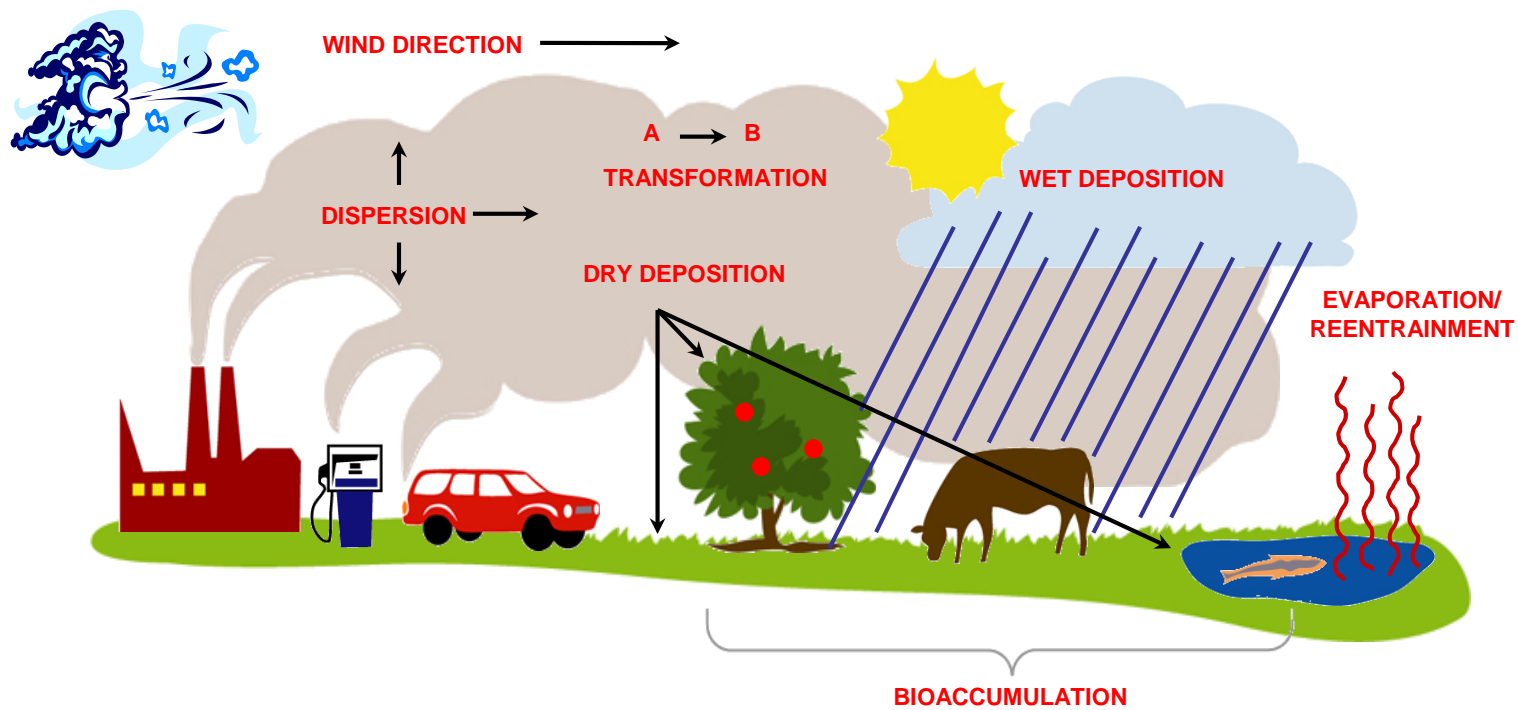 WIND DIRECTION
A
B
TRANSFORMATION
WET DEPOSITION
DISPERSION
DRY DEPOSITION
EVAPORATION/
REENTRAINMENT
BIOACCUMULATION